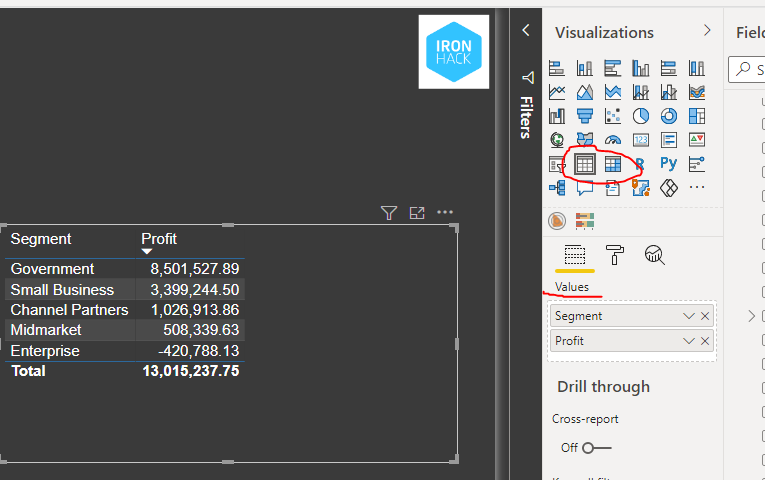 IRON
HACK
Filters
Visualizations
Fiel
S
123
R
Py
Segment Profit
Government 8,501,527.89
Small Business 3,399,244.50
Channel Partners 1,026,913.86
Midmarket 508,339.63
Enterprise -420,788.13
Total 13,015,237.75
Values
Segment
Profit
Drill through
Cross-report
Off